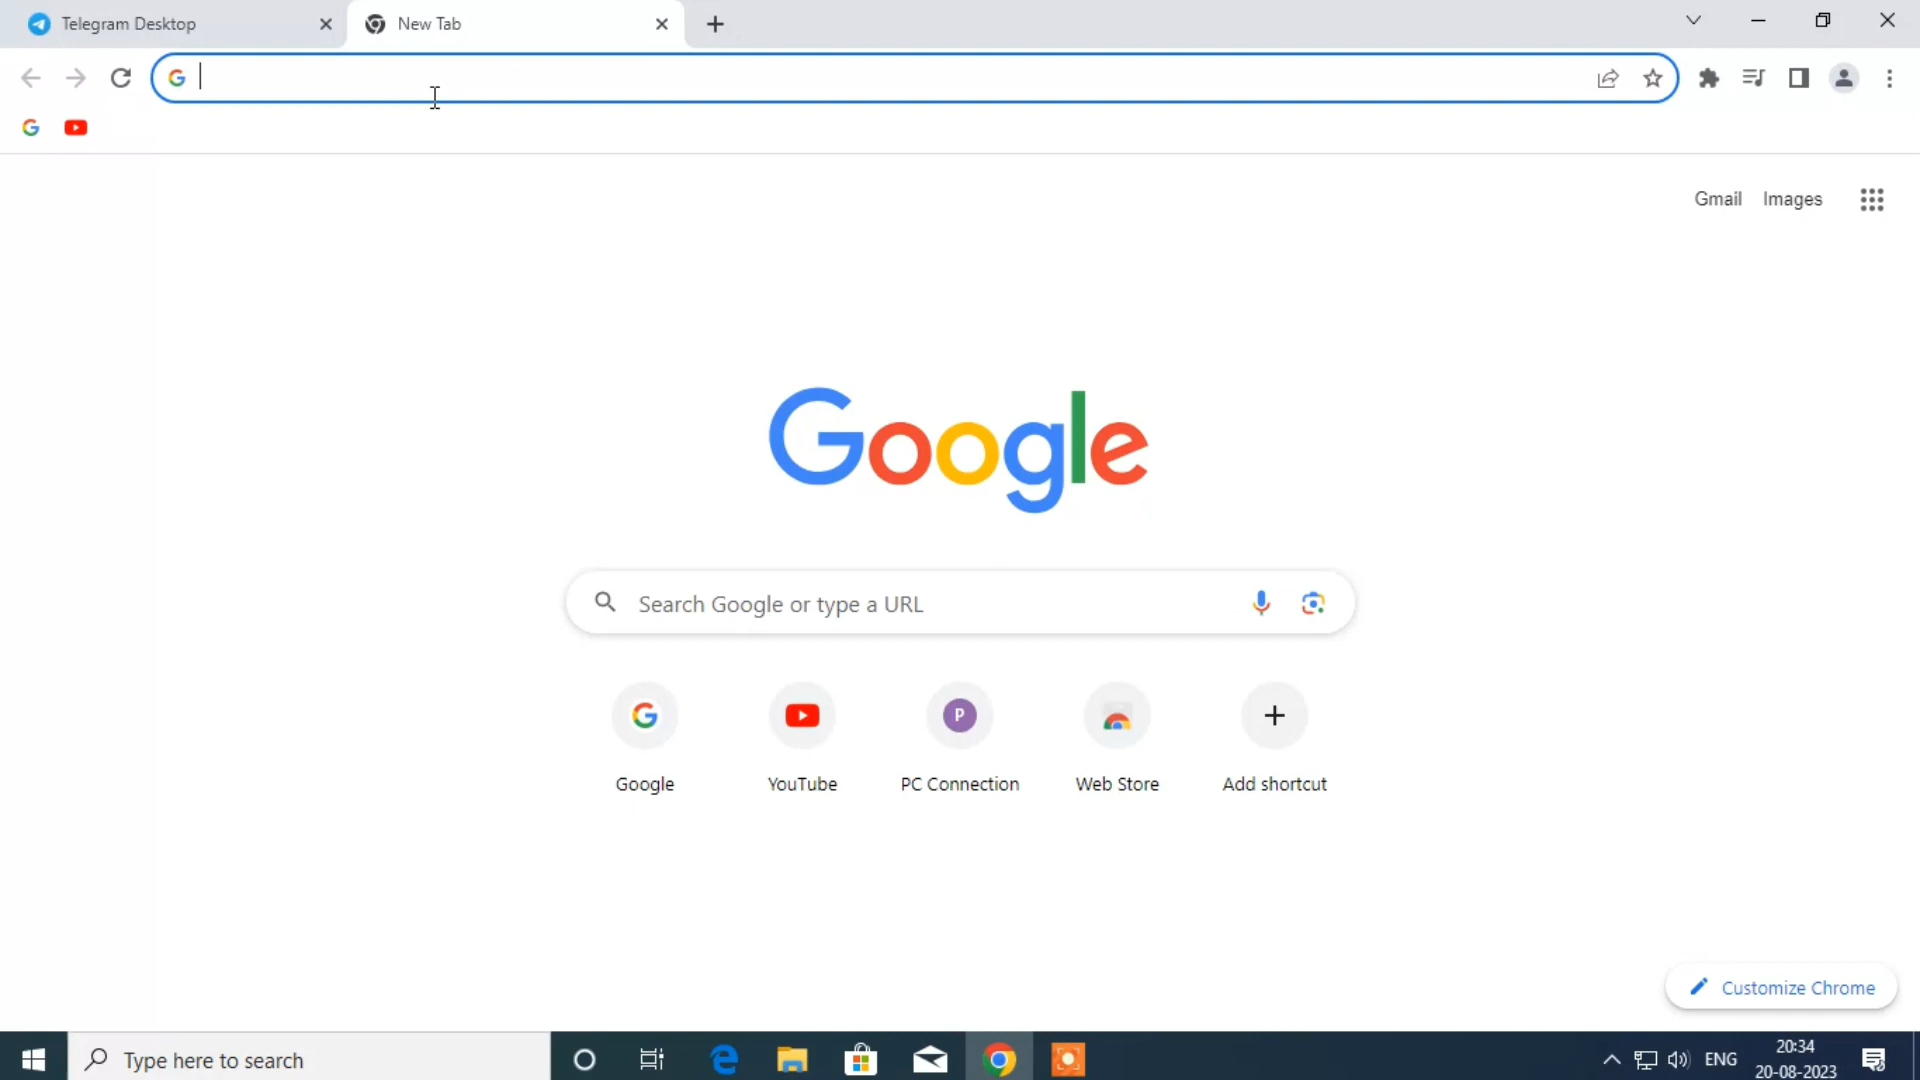 Telegram Desktop
New Tab
Gmail
Images
Google
Search Google or type a URL
P
Google
YouTube
PC Connection
Web Store
Add shortcut
Customize Chrome
Type here to search
ENG
20:34
20-08-2023